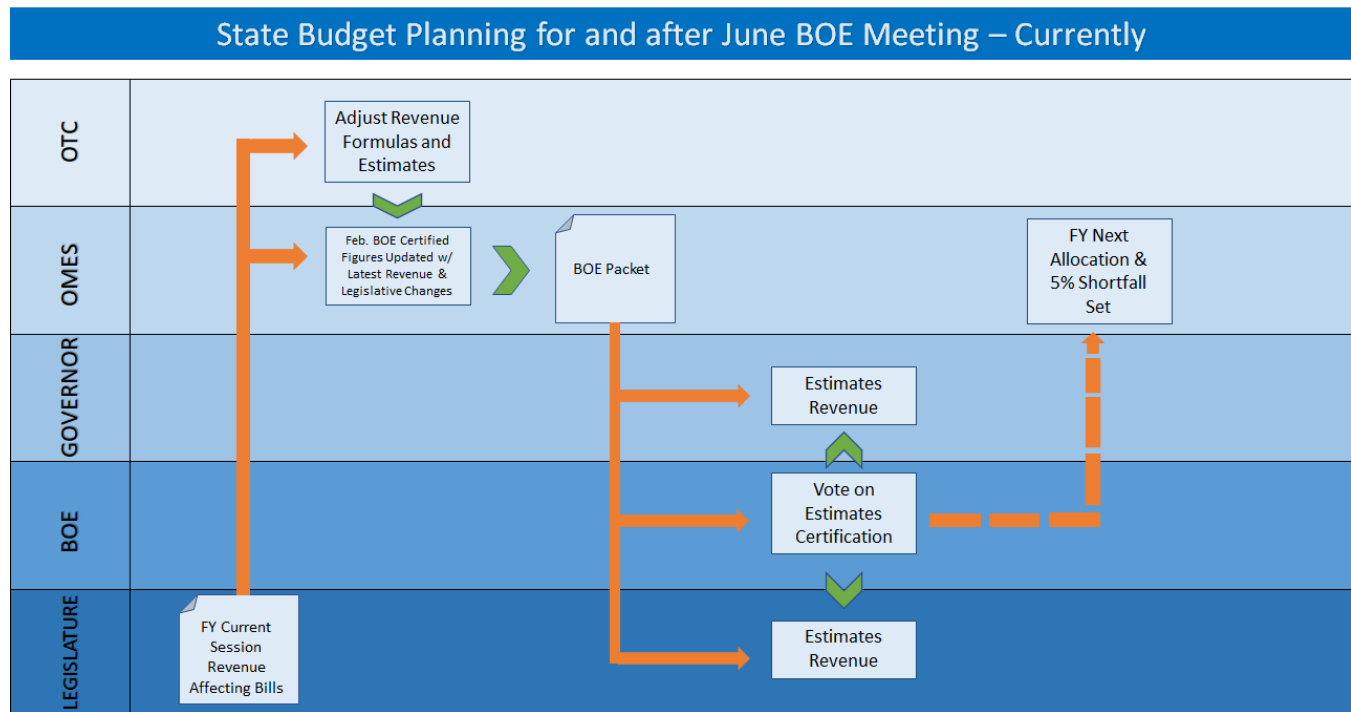 State Budget Planning for and after June BOE Meeting – Currently
OTC
Adjust Revenue
Formulas and
Estimates
OMES
Feb. BOE Certified
Figures Updated w/
Latest Revenue &
Legislative Changes
BOE Packet
FY Next
Allocation &
5% Shortfall
Set
GOVERNOR
Estimates
Revenue
BOE
Vote on
Estimates
Certification
LEGISLATURE
FY Current
Session
Revenue
Affecting Bills
Estimates
Revenue